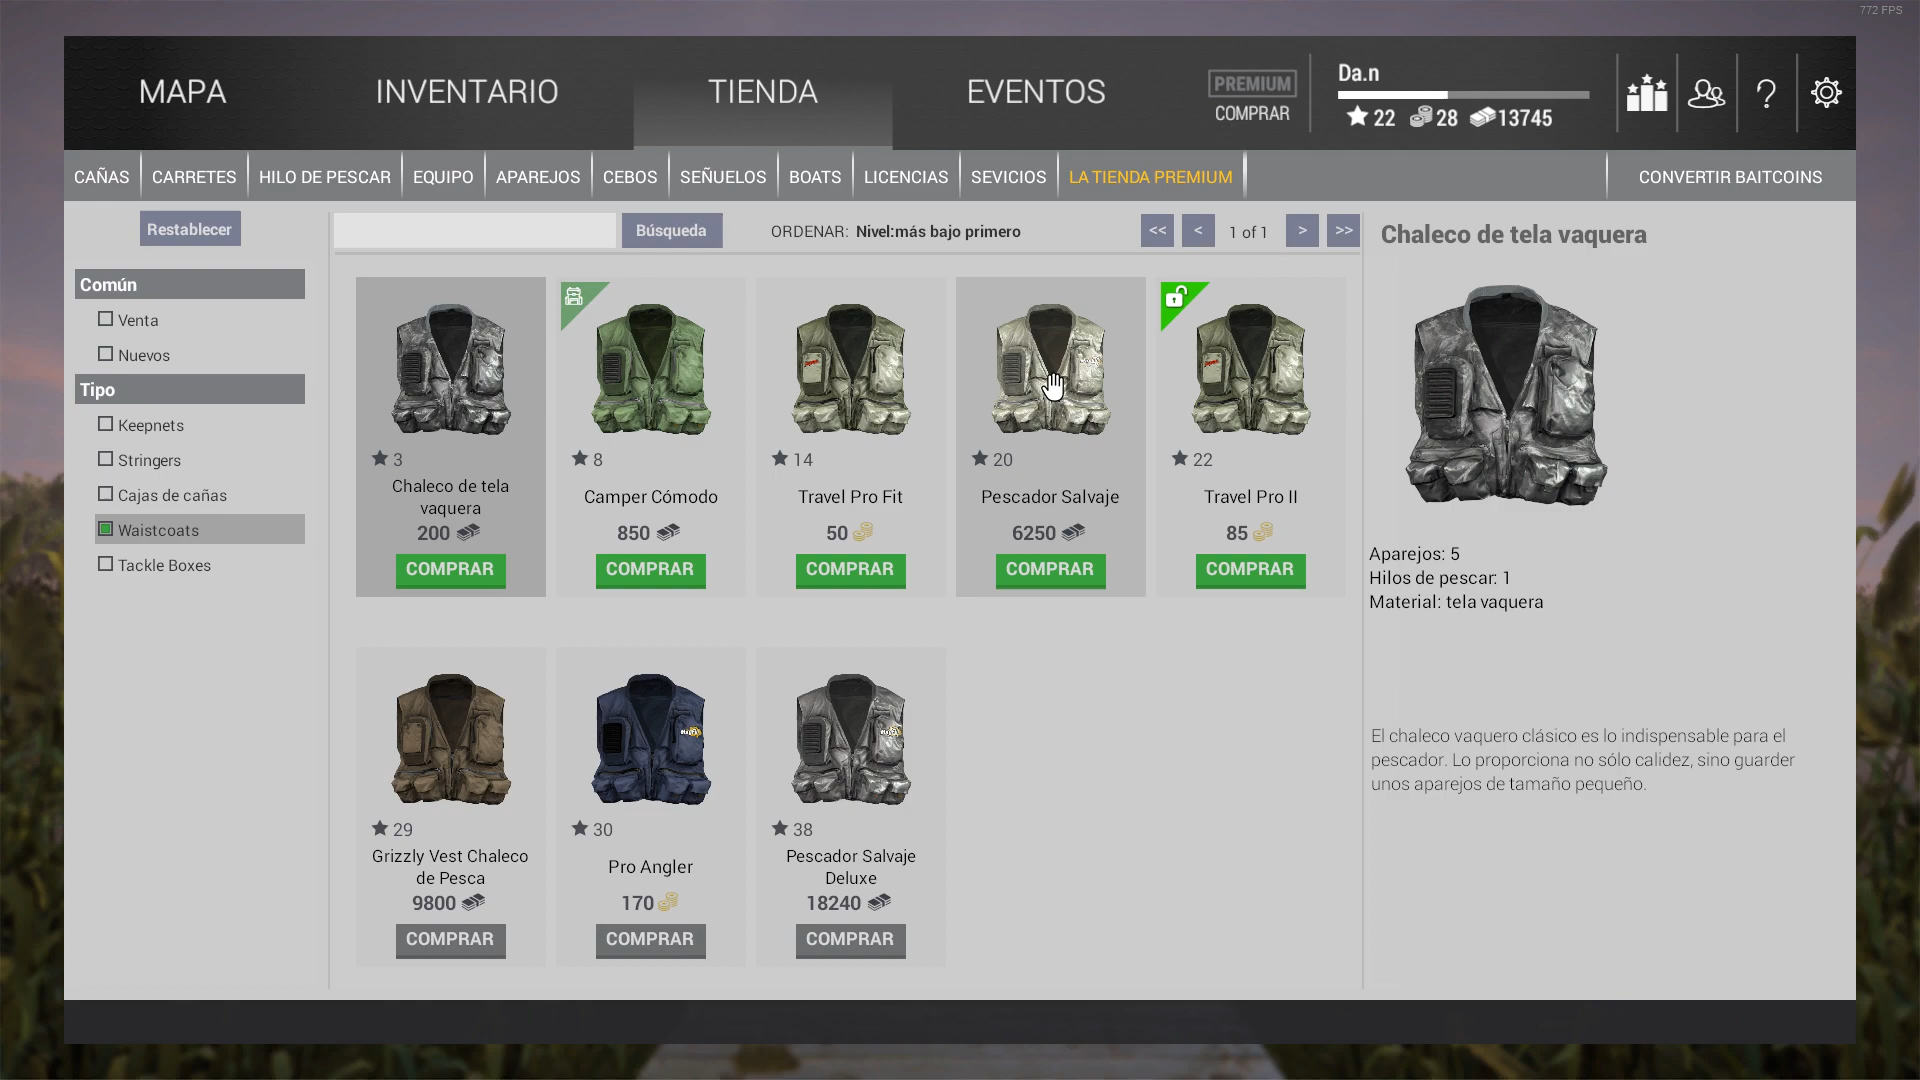 772 FPS
MAPA
INVENTARIO
TIENDA
EVENTOS
PREMIUM
COMPRAR
Da.n
22 28 13745
CAÑAS CARRETES HILO DE PESCAR EQUIPO APAREJOS CEBOS SEÑUELOS BOATS LICENCIAS SEVICIOS LA TIENDA PREMIUM CONVERTIR BAITCOINS
Restablecer
Común
Venta
Nuevos
Tipo
Keepnets
Stringers
Cajas de cañas
Waistcoats
Tackle Boxes
Búsqueda
ORDENAR: Nivel:más bajo primero
<< < 1 of 1 > >>
3
Chaleco de tela
vaquera
200
COMPRAR
8
Camper Cómodo
850
COMPRAR
14
Travel Pro Fit
50
COMPRAR
20
Pescador Salvaje
6250
COMPRAR
22
Travel Pro II
85
COMPRAR
29
Grizzly Vest Chaleco
de Pesca
9800
COMPRAR
30
Pro Angler
170
COMPRAR
38
Pescador Salvaje
Deluxe
18240
COMPRAR
Chaleco de tela vaquera
Aparejos: 5
Hilos de pescar: 1
Material: tela vaquera
El chaleco vaquero clásico es lo indispensable para el
pescador. Lo proporciona no sólo calidez, sino guarder
unos aparejos de tamaño pequeño.